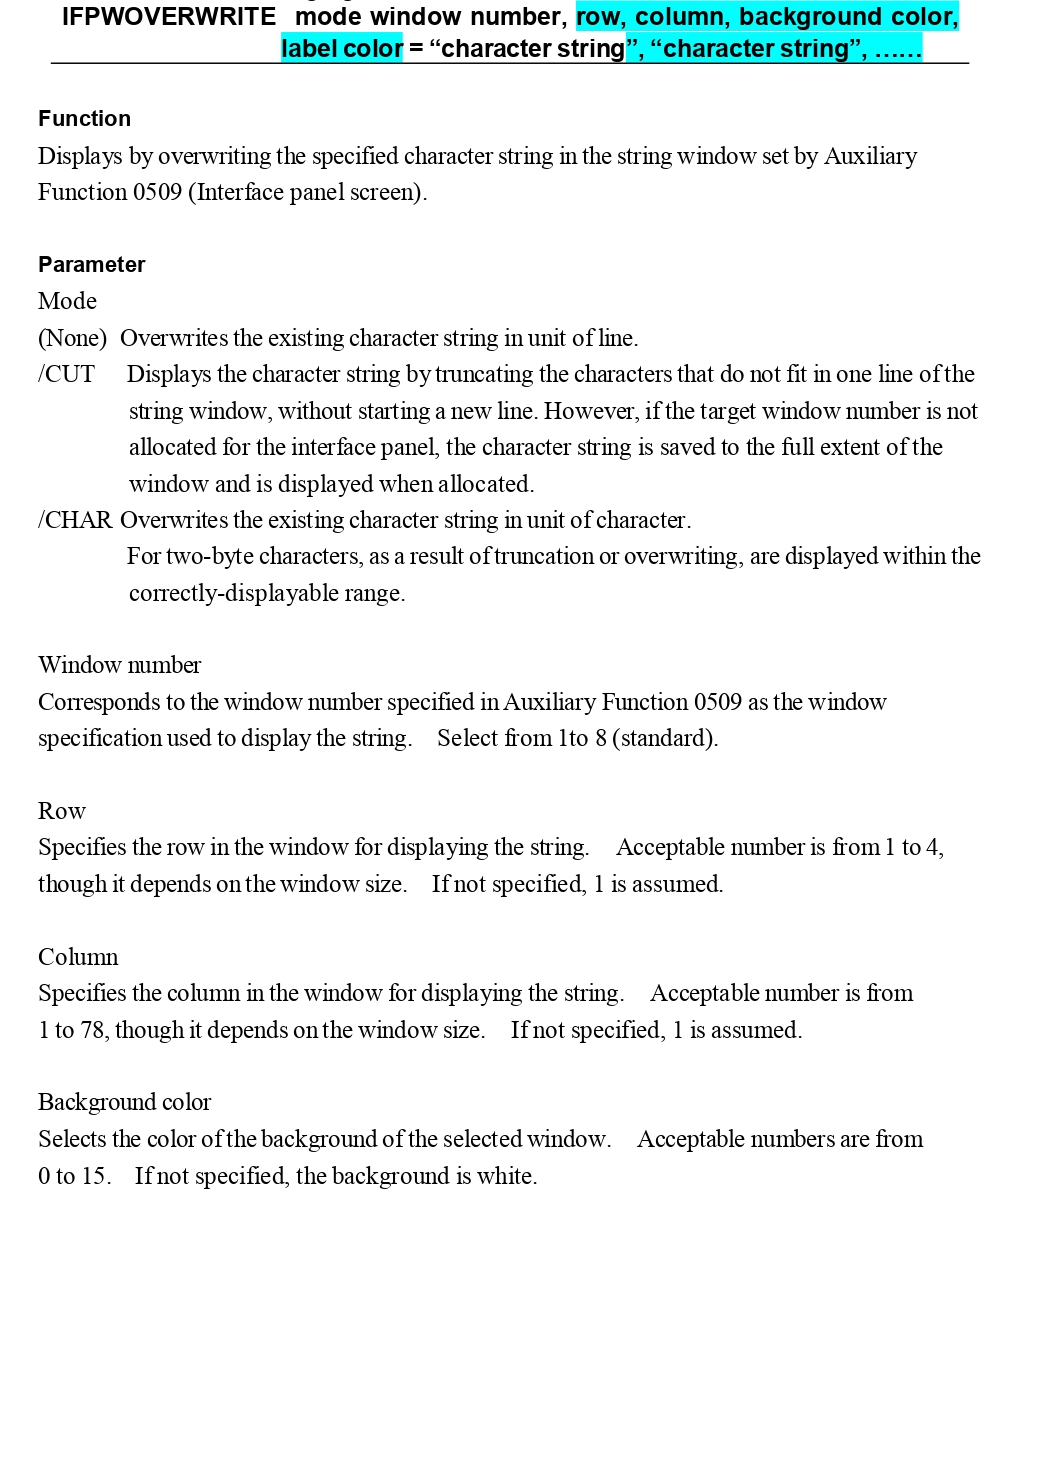 IFPWOVERWRITE mode window number, row, column, background color,
label color = “character string”, “character string”, ……
Function
Displays by overwriting the specified character string in the string window set by Auxiliary
Function 0509 (Interface panel screen).
Parameter
Mode
(None) Overwrites the existing character string in unit of line.
/CUT Displays the character string by truncating the characters that do not fit in one line of the
string window, without starting a new line. However, if the target window number is not
allocated for the interface panel, the character string is saved to the full extent of the
window and is displayed when allocated.
/CHAR Overwrites the existing character string in unit of character.
For two-byte characters, as a result of truncation or overwriting, are displayed within the
correctly-displayable range.
Window number
Corresponds to the window number specified in Auxiliary Function 0509 as the window
specification used to display the string. Select from 1to 8 (standard).
Row
Specifies the row in the window for displaying the string. Acceptable number is from 1 to 4,
though it depends on the window size. If not specified, 1 is assumed.
Column
Specifies the column in the window for displaying the string. Acceptable number is from
1 to 78, though it depends on the window size. If not specified, 1 is assumed.
Background color
Selects the color of the background of the selected window. Acceptable numbers are from
0 to 15. If not specified, the background is white.